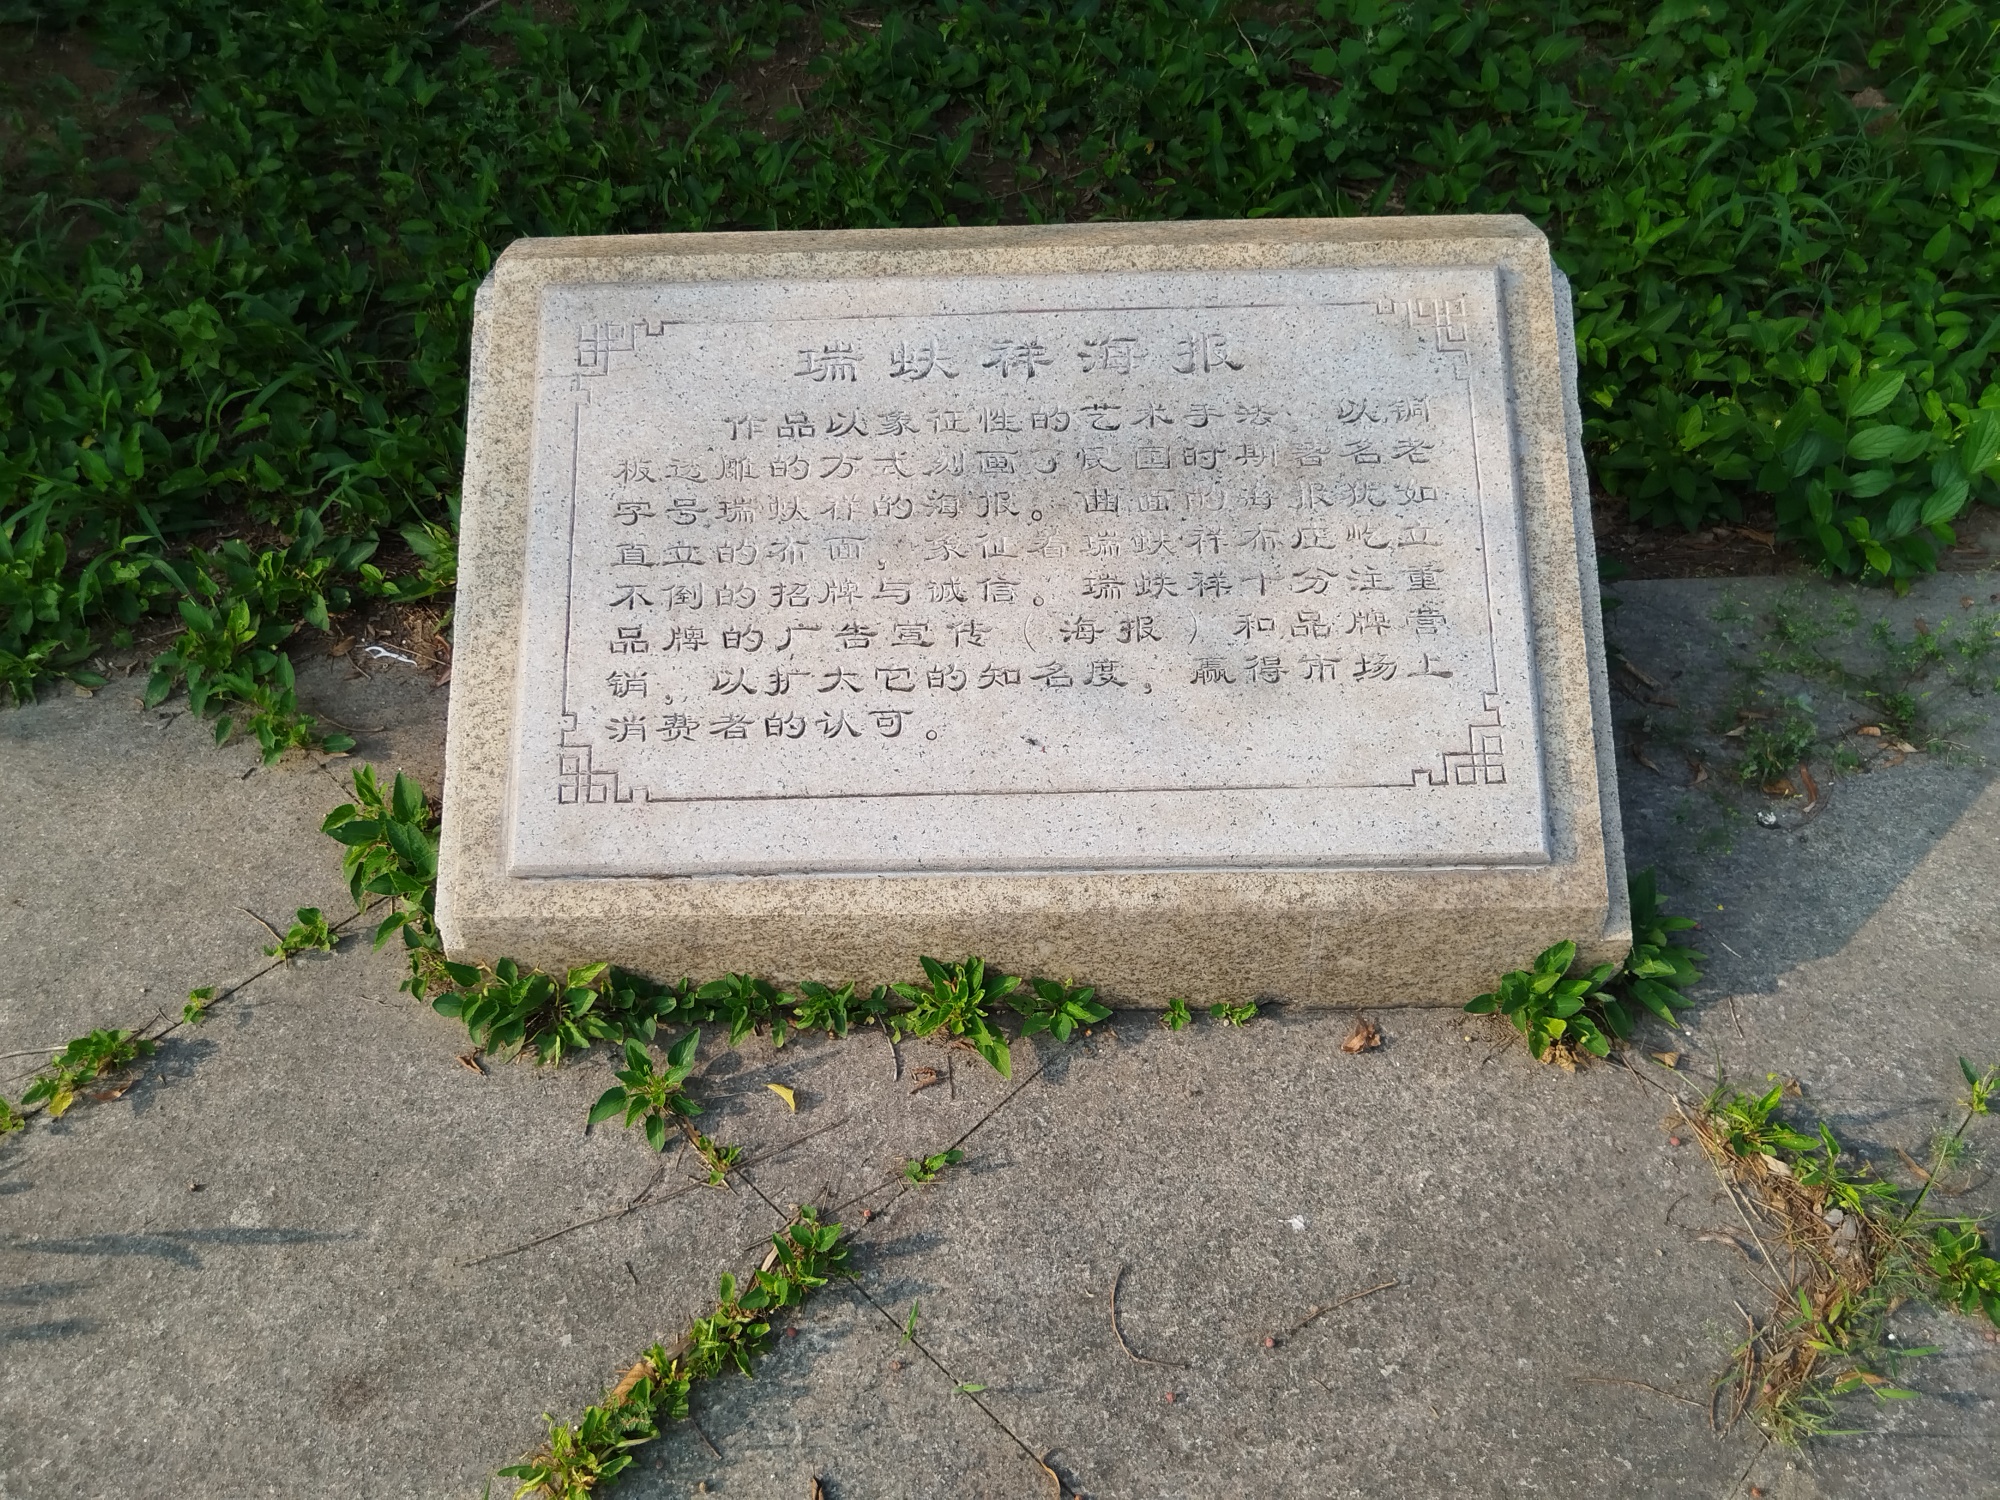 瑞蚨祥海报
作品以象征性的艺术手法 以铜
板透雕的方式刻画了民国时期著名老
字号瑞蚨祥的海报。曲面的海报犹如
直立的布面，象征着瑞蚨祥布庄屹立
不倒的招牌与诚信。瑞蚨祥十分注重
品牌的广告宣传（海报）和品牌营
销，以扩大它的知名度，赢得市场上
消费者的认可。